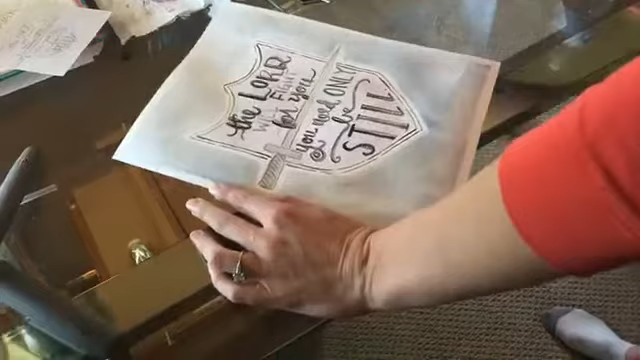 the LORD
will FIGHT
for you
you need ONLY!
be
STILL